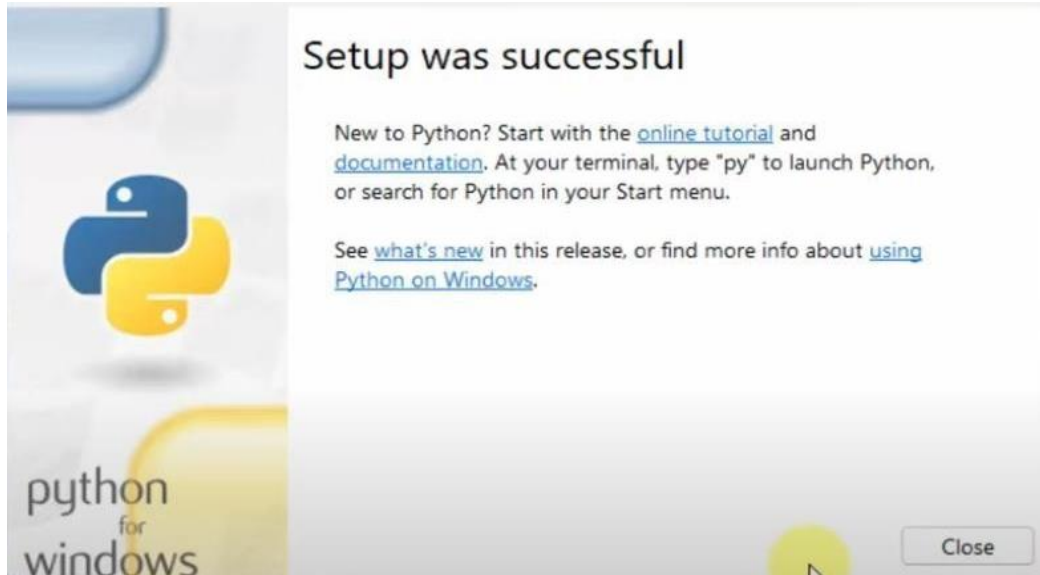 Setup was successful
New to Python? Start with the online tutorial and
documentation. At your terminal, type "py" to launch Python,
or search for Python in your Start menu.
See what's new in this release, or find more info about using
Python on Windows.
python
for
windows
Close